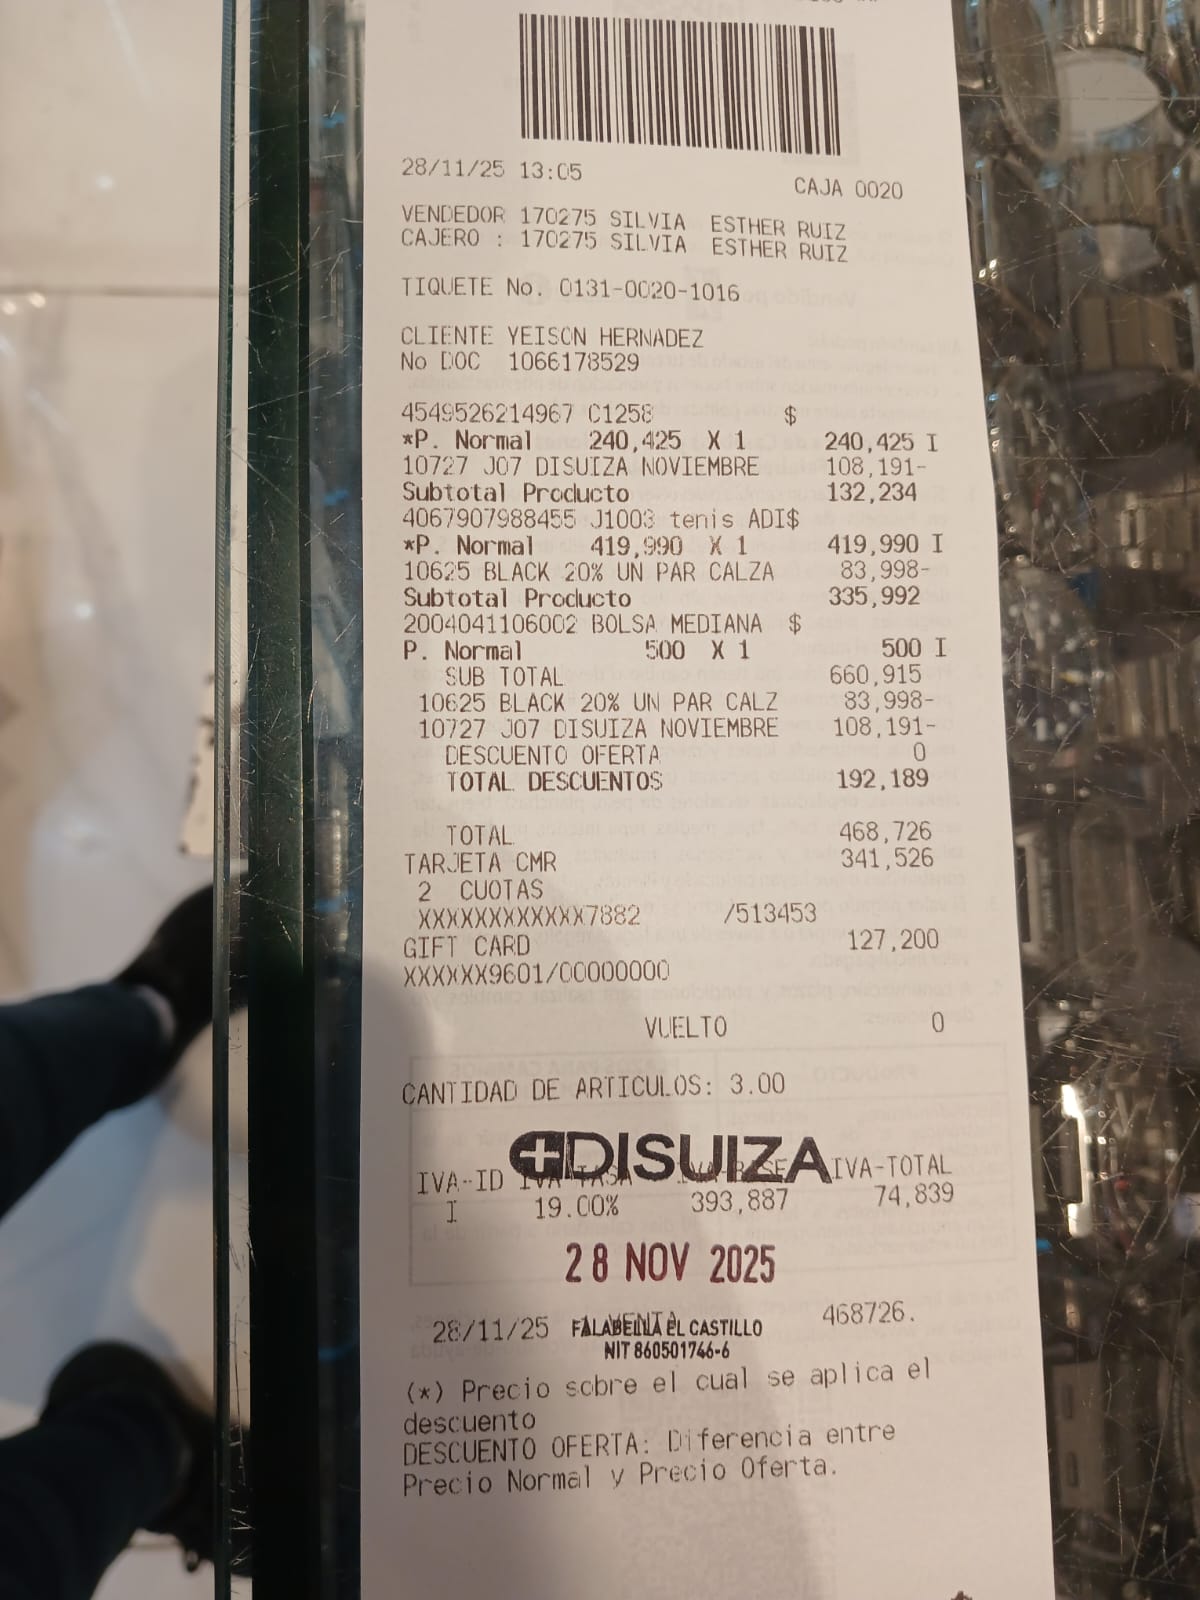 28/11/25 13:05
CAJA 0020
VENDEDOR 170275 SILVIA ESTHER RUIZ
CAJERO : 170275 SILVIA ESTHER RUIZ
TIQUETE No. 0131-0020-1016
CLIENTE YEISON HERNADEZ
No DOC 1066178529
4549526214967 C1258 $
*P. Normal 240,425 X 1 240,425 I
10727 J07 DISUIZA NOVIEMBRE 108,191-
Subtotal Producto 132,234
4067907988455 J1003 tenis ADI$
*P. Normal 419,990 X 1 419,990 I
10625 BLACK 20% UN PAR CALZA 83,998-
Subtotal Producto 335,992
2004041106002 BOLSA MEDIANA $
P. Normal 500 X 1 500 I
SUB TOTAL 660,915
10625 BLACK 20% UN PAR CALZ 83,998-
10727 J07 DISUIZA NOVIEMBRE 108,191-
DESCUENTO OFERTA 0
TOTAL DESCUENTOS 192,189
TOTAL 468,726
TARJETA CMR 341,526
2 CUOTAS
XXXXXXXXXXXX7882 /513453
GIFT CARD 127,200
XXXXXX9601/00000000
VUELTO 0
CANTIDAD DE ARTICULOS: 3.00
DISUIZA
IVA-ID IVA-TASA IVA-BASE IVA-TOTAL
I 19.00% 393,887 74,839
28 NOV 2025
28/11/25 VENTA 468726.
FALABELLA EL CASTILLO
NIT 860501746-6
(*) Precio sobre el cual se aplica el
descuento
DESCUENTO OFERTA: Diferencia entre
Precio Normal y Precio Oferta.